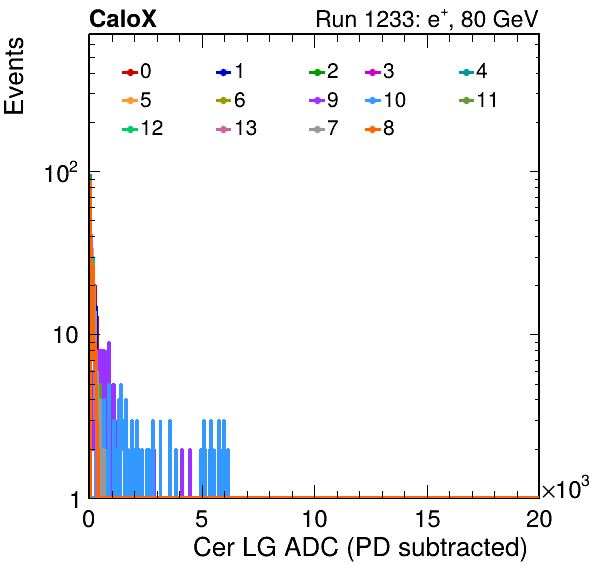 CaloX Run 1233: e⁺, 80 GeV
Events
0 1 2 3 4
5 6 9 10 11
12 13 7 8
10²
10
1
0 5 10 15 20
×10³
Cer LG ADC (PD subtracted)